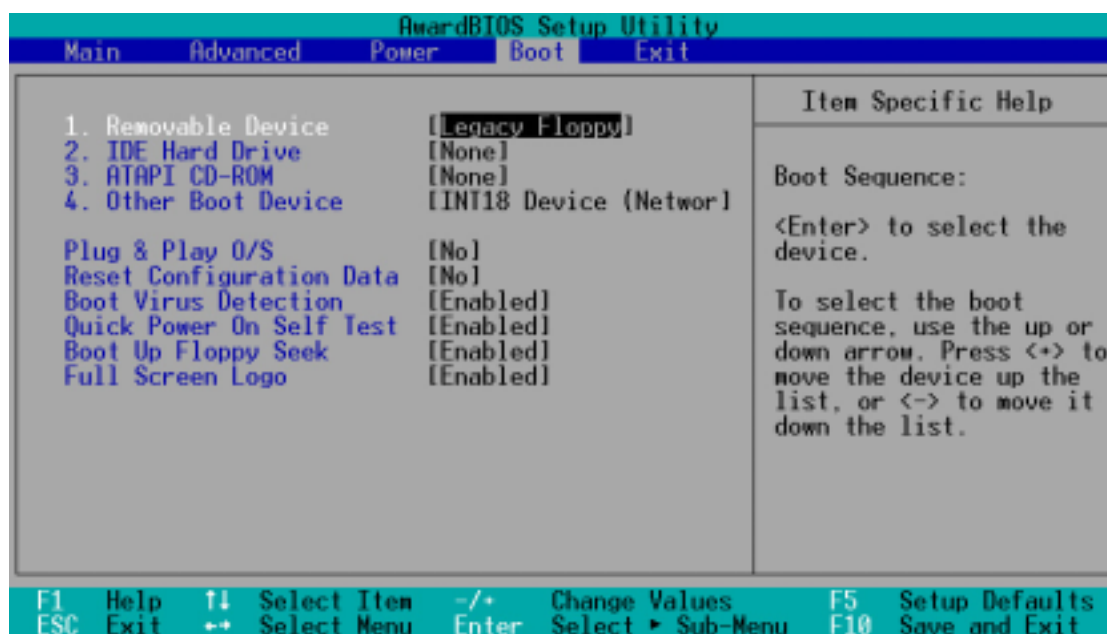 AwardBIOS Setup Utility
Main Advanced Power Boot Exit
Item Specific Help
1. Removable Device [Legacy Floppy]
2. IDE Hard Drive [None]
3. ATAPI CD-ROM [None]
4. Other Boot Device [INT18 Device (Networ]
Plug & Play O/S [No]
Reset Configuration Data [No]
Boot Virus Detection [Enabled]
Quick Power On Self Test [Enabled]
Boot Up Floppy Seek [Enabled]
Full Screen Logo [Enabled]
Boot Sequence:
<Enter> to select the
device.
To select the boot
sequence, use the up or
down arrow. Press <+> to
move the device up the
list, or <-> to move it
down the list.
F1 Help ↑↓ Select Item -/+ Change Values F5 Setup Defaults
ESC Exit ←→ Select Menu Enter Select ► Sub-Menu F10 Save and Exit